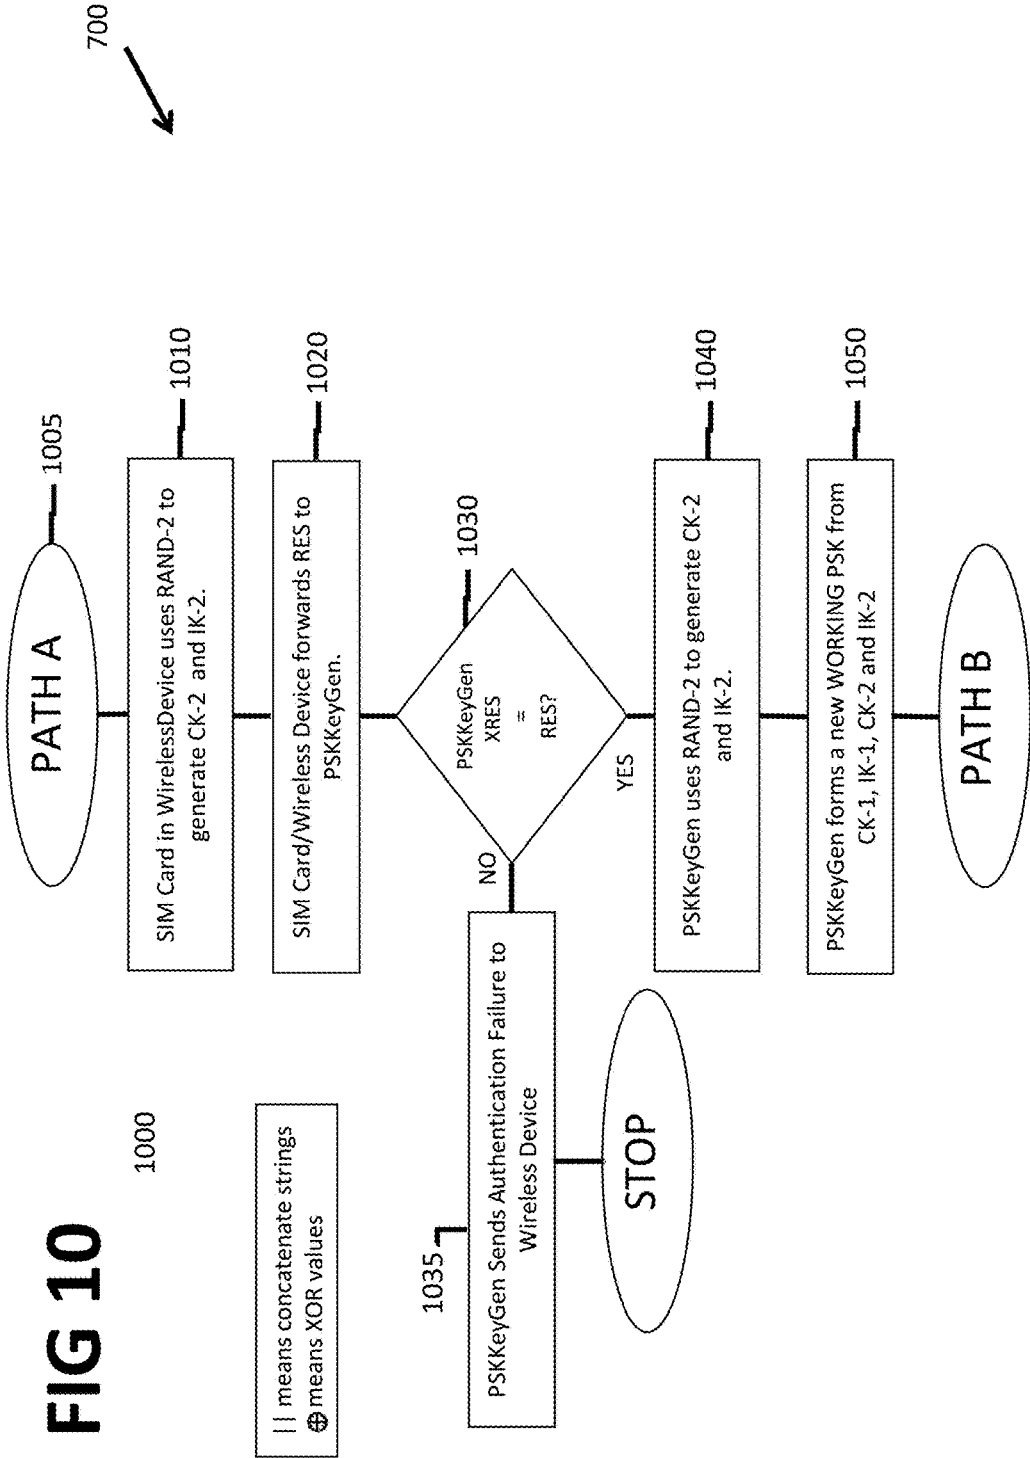 FIG 10
1000
700
|| means concatenate strings
⊕ means XOR values
PATH A
1005
SIM Card in WirelessDevice uses RAND-2 to
generate CK-2 and IK-2.
1010
SIM Card/Wireless Device forwards RES to
PSKKeyGen.
1020
PSKKeyGen
XRES
=
RES?
1030
NO
YES
1035
PSKKeyGen Sends Authentication Failure to
Wireless Device
STOP
PSKKeyGen uses RAND-2 to generate CK-2
and IK-2.
1040
PSKKeyGen forms a new WORKING PSK from
CK-1, IK-1, CK-2 and IK-2
1050
PATH B